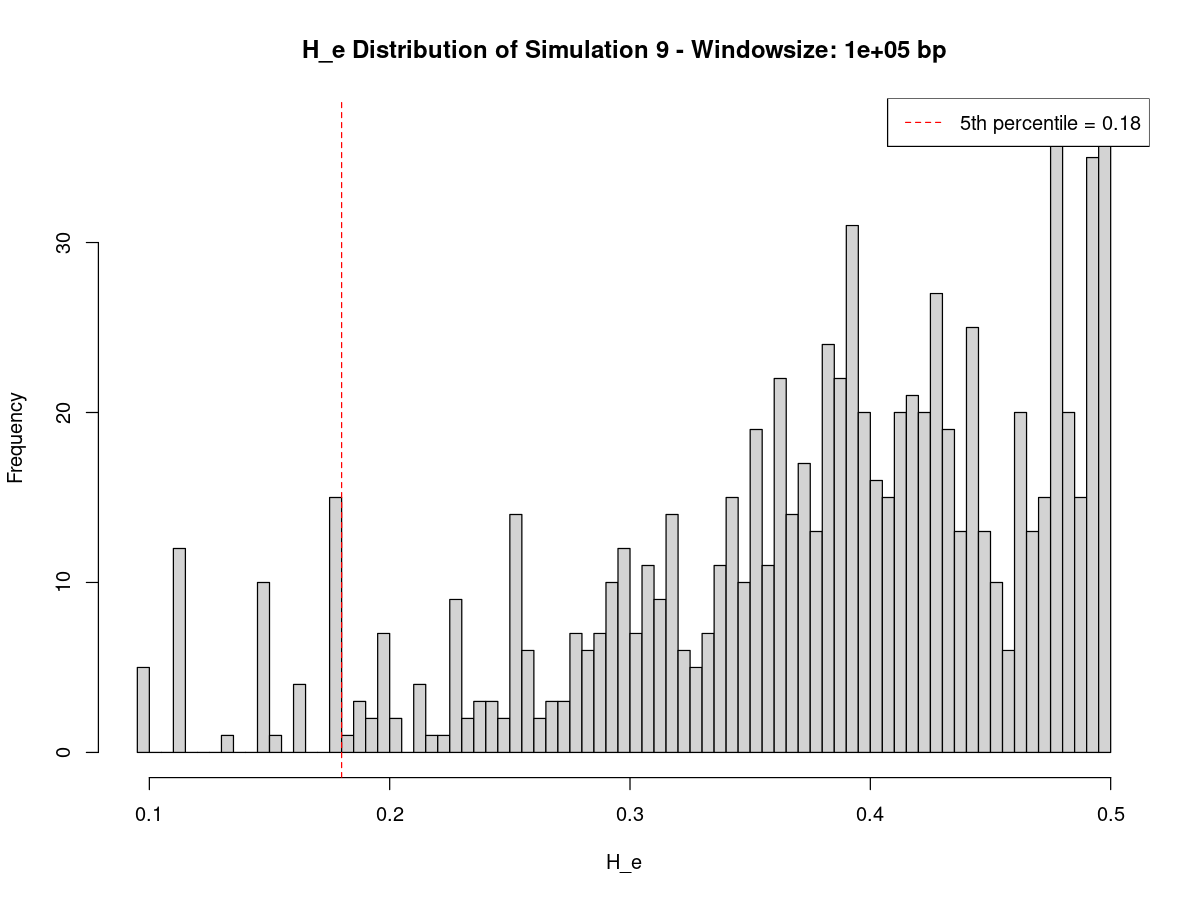 H_e Distribution of Simulation 9 - Windowsize: 1e+05 bp
5th percentile = 0.18
Frequency
30
20
10
0
0.1 0.2 0.3 0.4 0.5
H_e